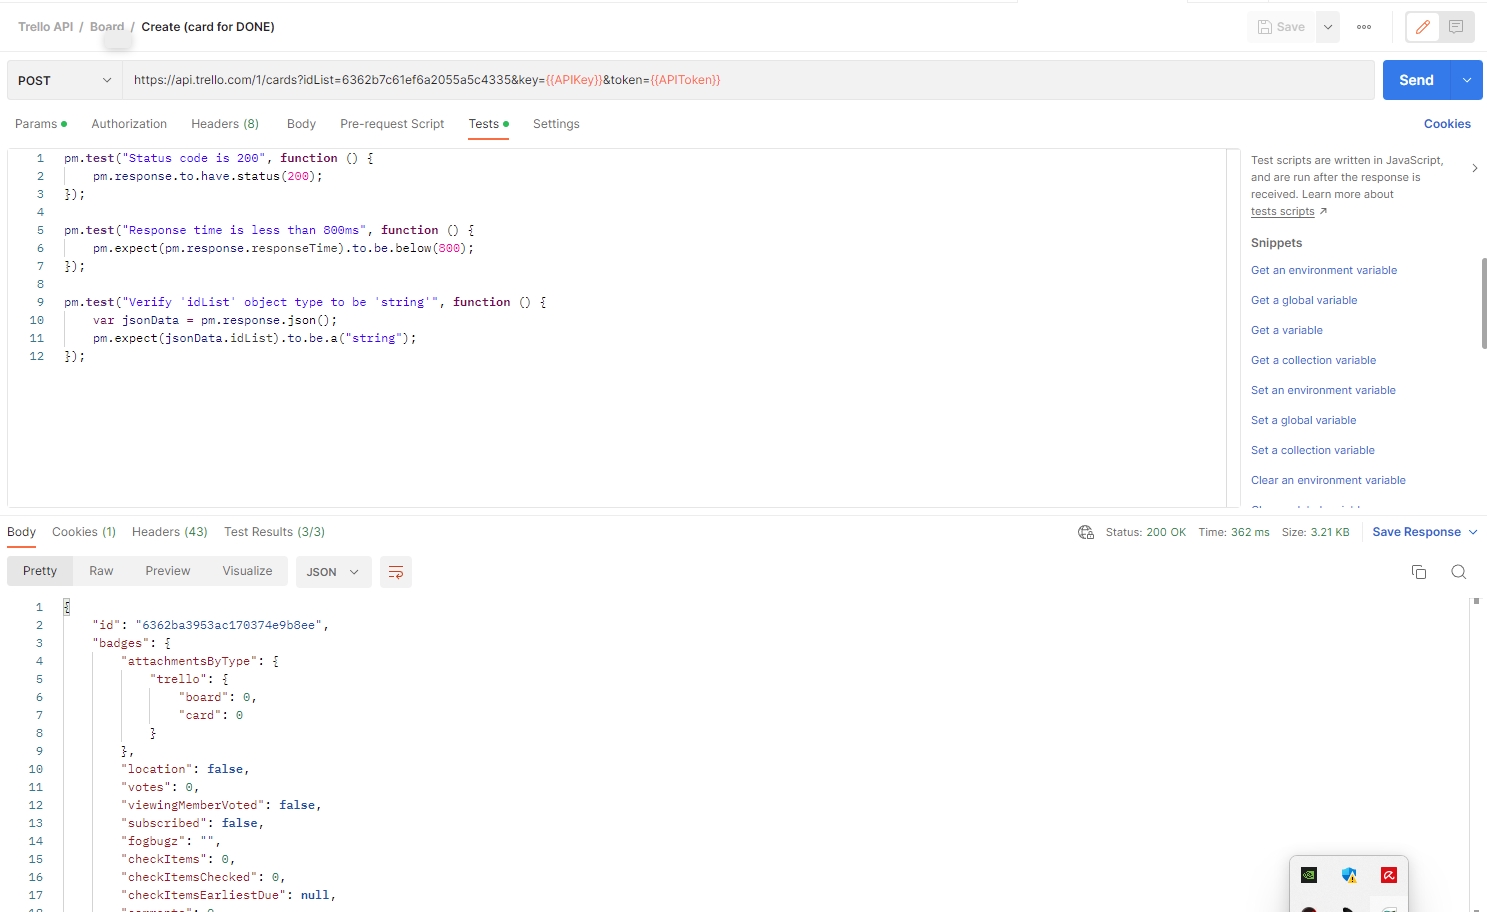 Trello API / Board / Create (card for DONE)
Save
POST
https://api.trello.com/1/cards?idList=6362b7c61ef6a2055a5c4335&key={{APIKey}}&token={{APIToken}}
Send
Params
Authorization
Headers (8)
Body
Pre-request Script
Tests
Settings
Cookies
1 pm.test("Status code is 200", function () {
2 pm.response.to.have.status(200);
3 });
4
5 pm.test("Response time is less than 800ms", function () {
6 pm.expect(pm.response.responseTime).to.be.below(800);
7 });
8
9 pm.test("Verify 'idList' object type to be 'string'", function () {
10 var jsonData = pm.response.json();
11 pm.expect(jsonData.idList).to.be.a("string");
12 });
Test scripts are written in JavaScript,
and are run after the response is
received. Learn more about
tests scripts ↗
Snippets
Get an environment variable
Get a global variable
Get a variable
Get a collection variable
Set an environment variable
Set a global variable
Set a collection variable
Clear an environment variable
Body
Cookies (1)
Headers (43)
Test Results (3/3)
Status: 200 OK
Time: 362 ms
Size: 3.21 KB
Save Response
Pretty
Raw
Preview
Visualize
JSON
1 {
2 "id": "6362ba3953ac170374e9b8ee",
3 "badges": {
4 "attachmentsByType": {
5 "trello": {
6 "board": 0,
7 "card": 0
8 }
9 },
10 "location": false,
11 "votes": 0,
12 "viewingMemberVoted": false,
13 "subscribed": false,
14 "fogbugz": "",
15 "checkItems": 0,
16 "checkItemsChecked": 0,
17 "checkItemsEarliestDue": null,